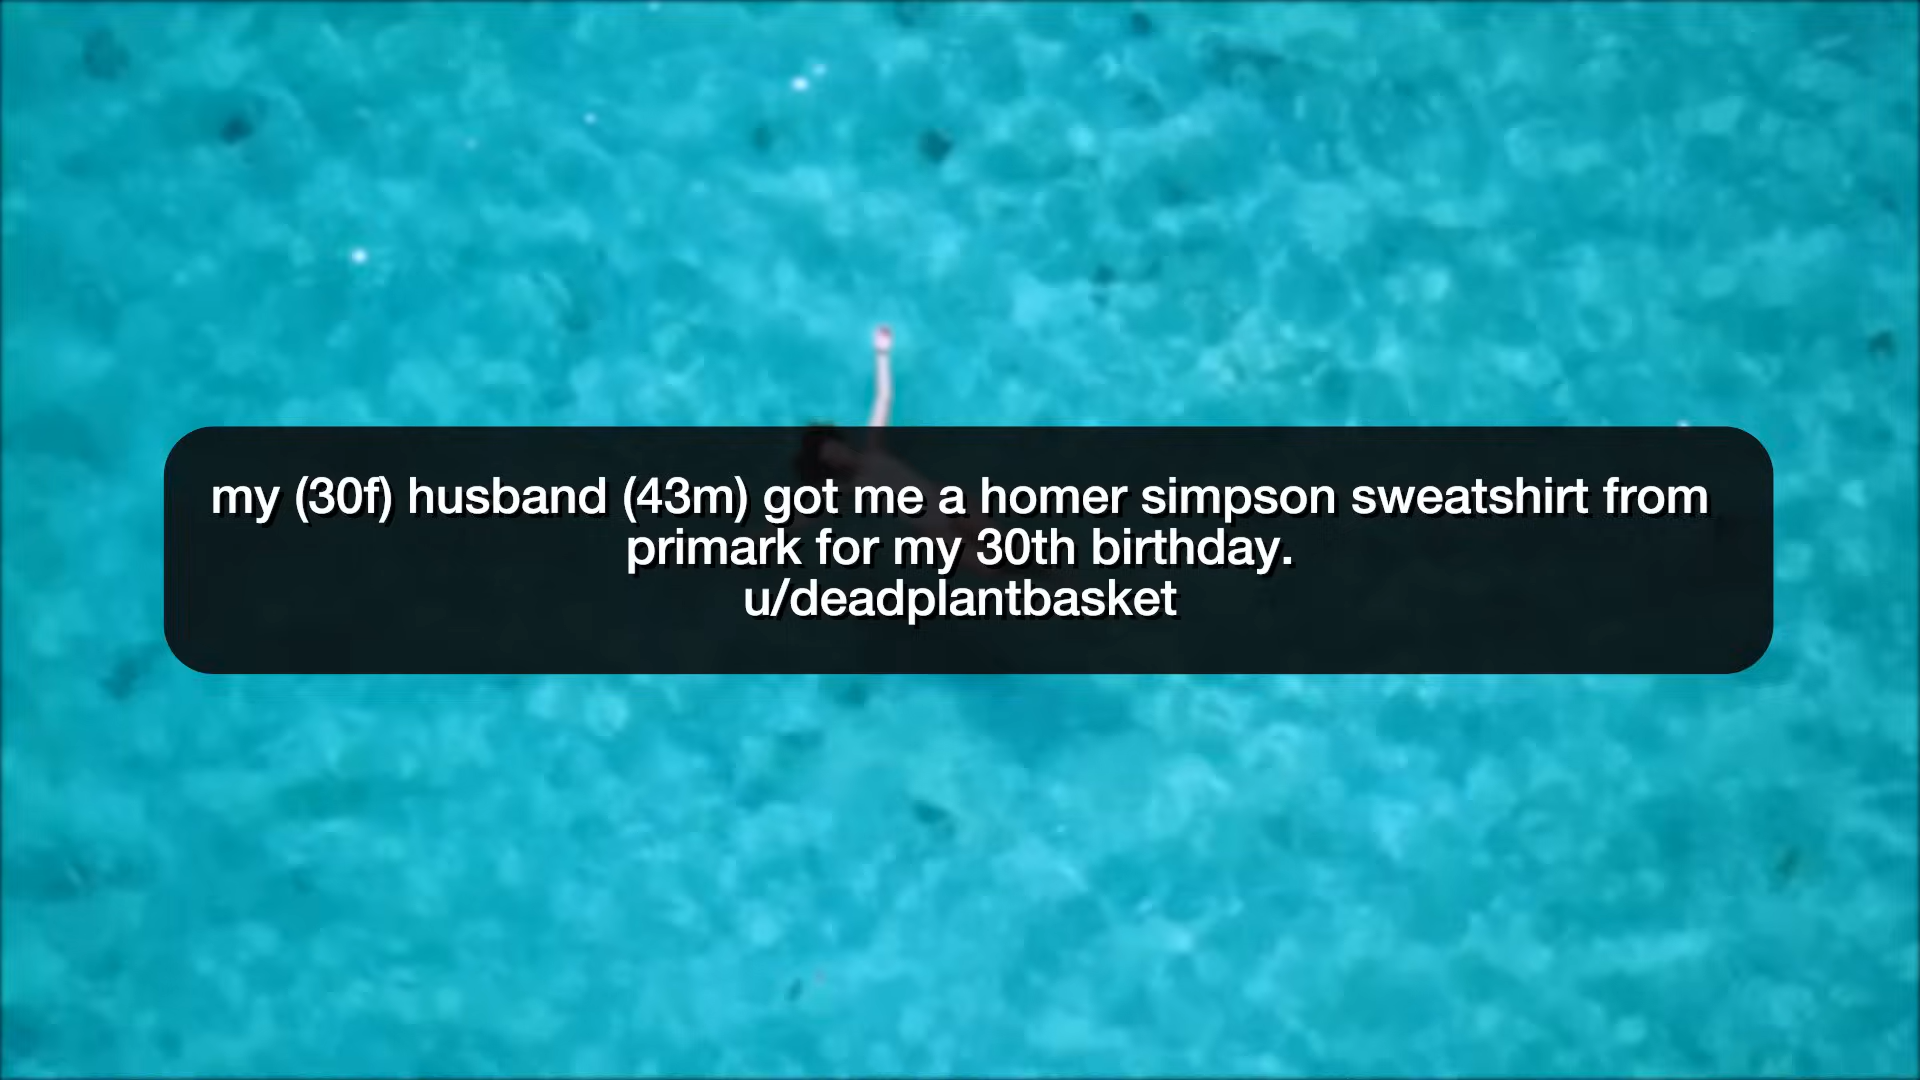 my (30f) husband (43m) got me a homer simpson sweatshirt from
primark for my 30th birthday.
u/deadplantbasket